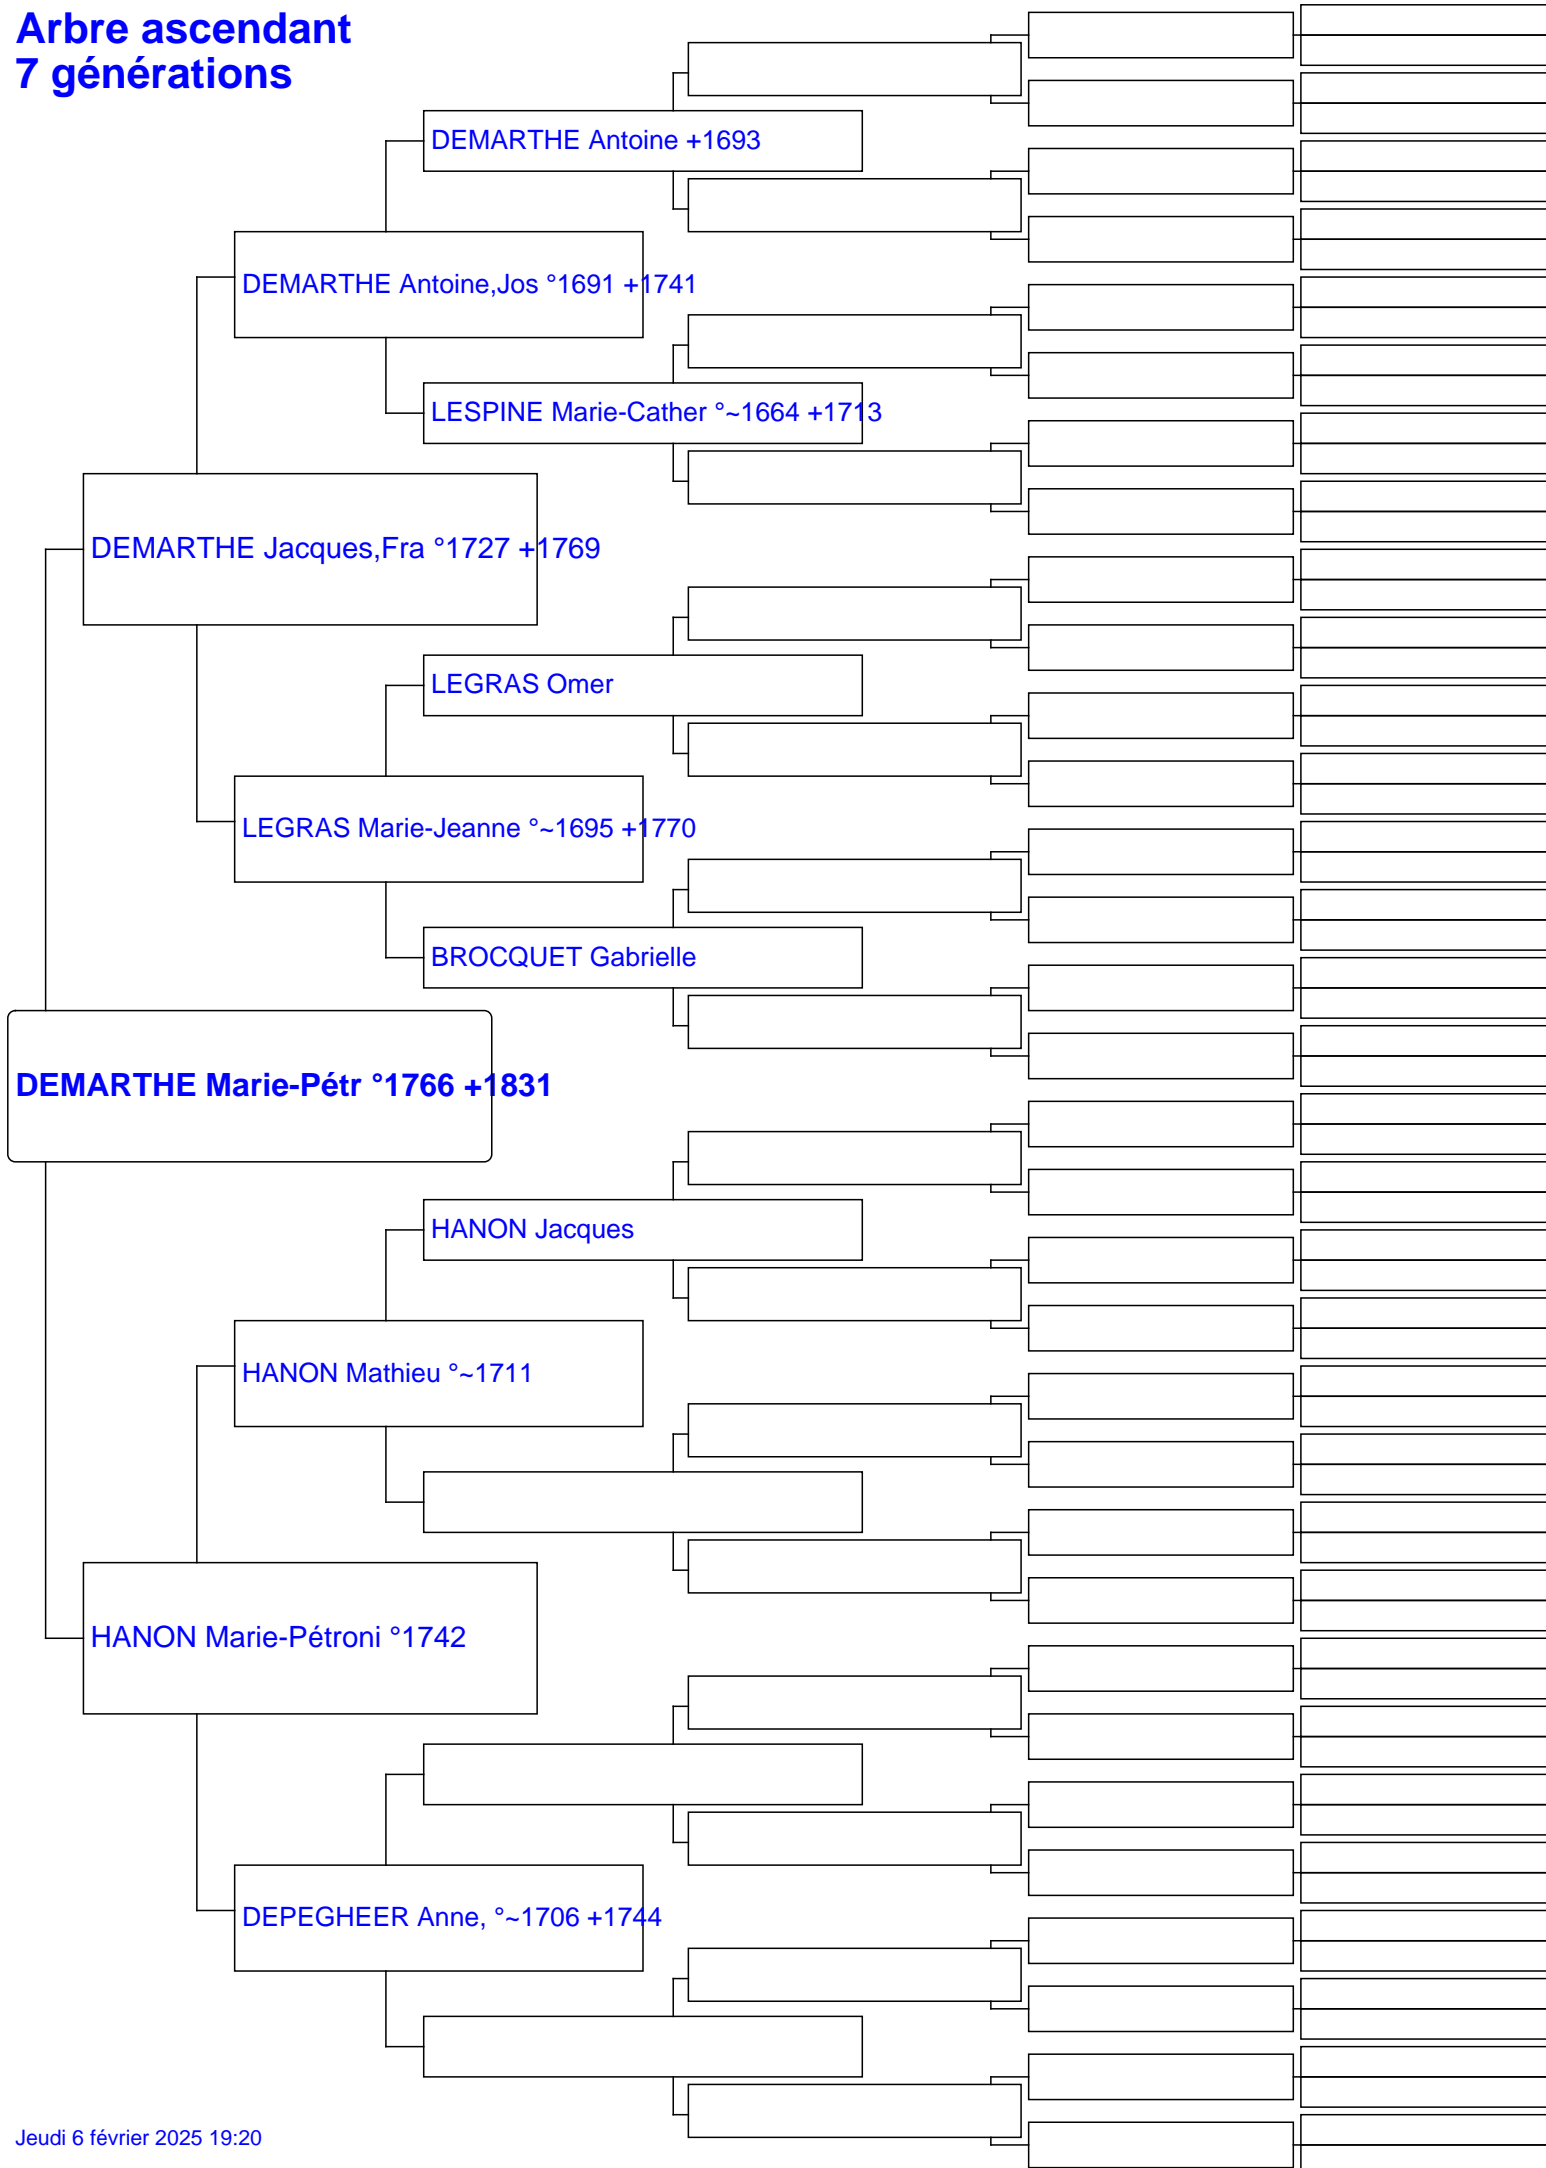 Arbre ascendant
7 générations
DEMARTHE Antoine +1693
DEMARTHE Antoine,Jos °1691 +1741
LESPINE Marie-Cather °~1664 +1713
DEMARTHE Jacques,Fra °1727 +1769
LEGRAS Omer
LEGRAS Marie-Jeanne °~1695 +1770
BROCQUET Gabrielle
DEMARTHE Marie-Pétr °1766 +1831
HANON Jacques
HANON Mathieu °~1711
HANON Marie-Pétroni °1742
DEPEGHEER Anne, °~1706 +1744
Jeudi 6 février 2025 19:20